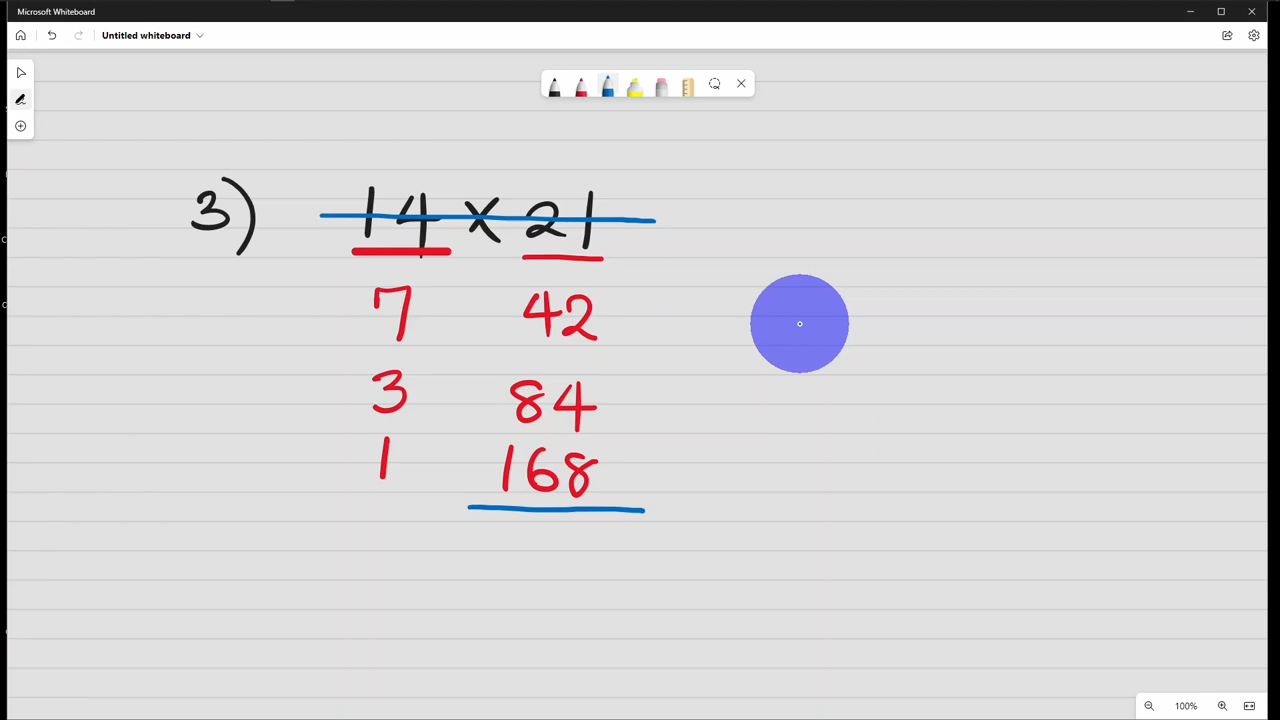 Microsoft Whiteboard
Untitled whiteboard
3) 14 x 21
7 42
3 84
1 168
100%